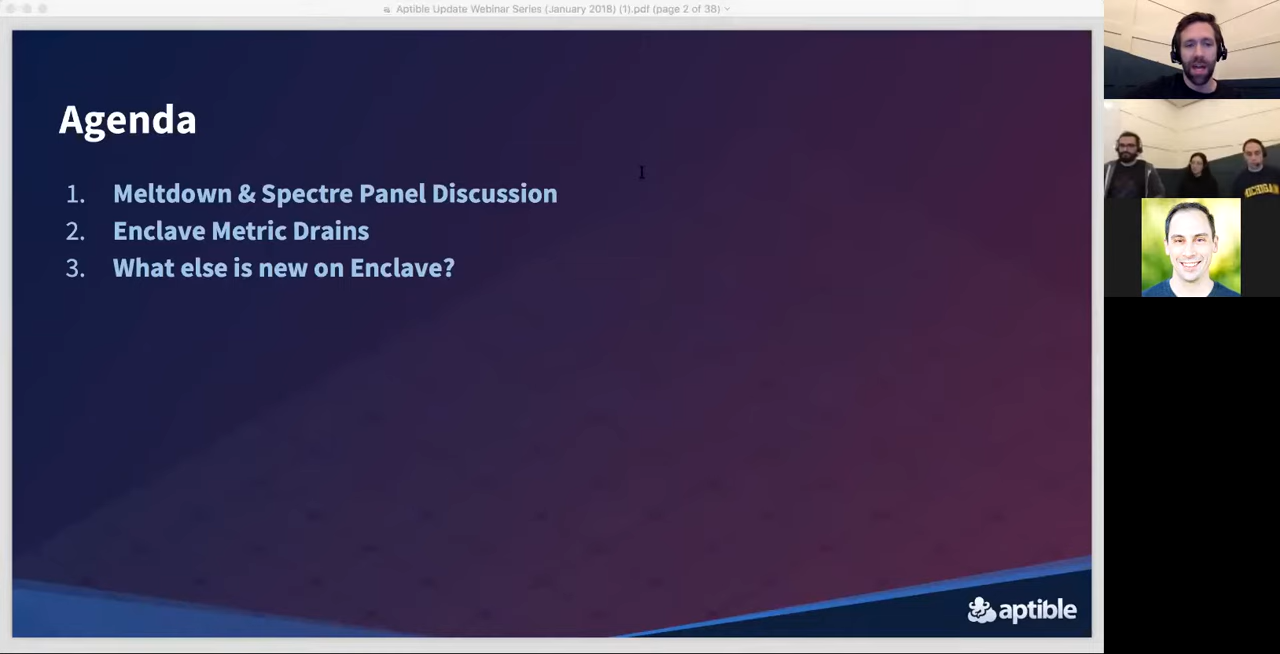 Aptible Update Webinar Series (January 2018) (1).pdf (page 2 of 38)
Agenda
1. Meltdown & Spectre Panel Discussion
2. Enclave Metric Drains
3. What else is new on Enclave?
MICHIGAN
aptible